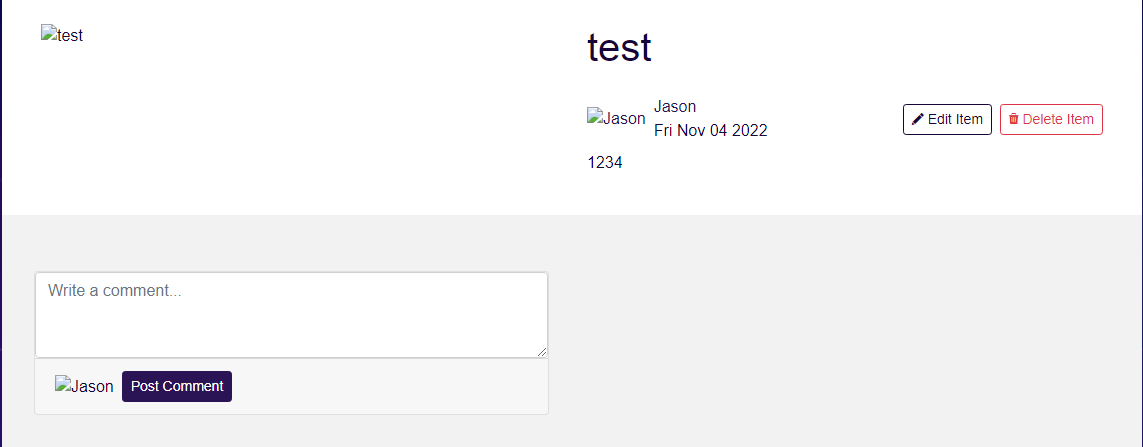 test
test
Jason
Jason
Fri Nov 04 2022
Edit Item
Delete Item
1234
Write a comment...
Jason
Post Comment